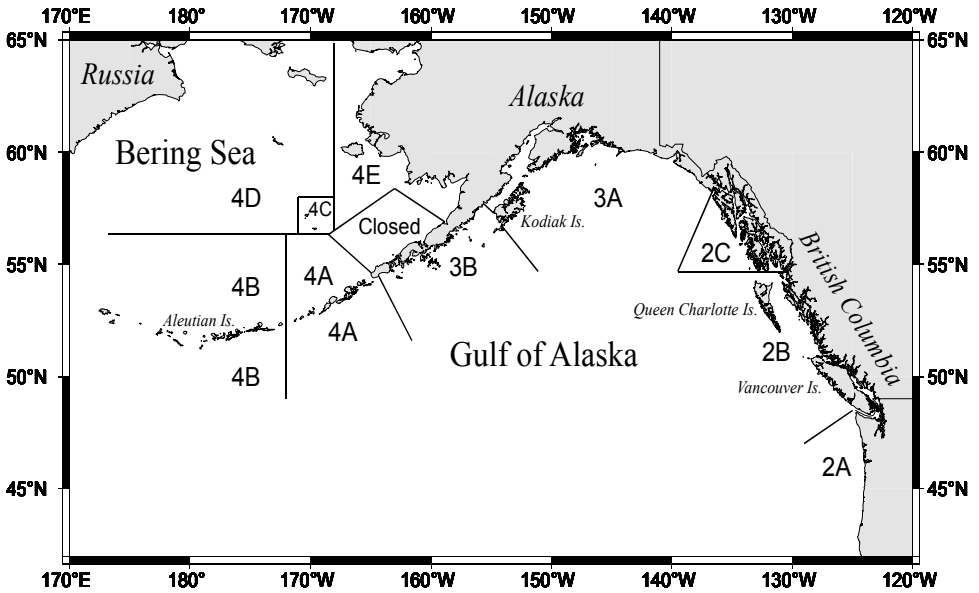 170°E 180° 170°W 160°W 150°W 140°W 130°W 120°W
65°N 65°N
Russia
Alaska
Bering Sea
60°N 60°N
4E
4D
4C
3A
Closed
Kodiak Is.
2C
55°N 55°N
3B
4A
4B
British Columbia
Queen Charlotte Is.
Aleutian Is.
4A
Gulf of Alaska
2B
50°N 50°N
4B
Vancouver Is.
2A
45°N 45°N
170°E 180° 170°W 160°W 150°W 140°W 130°W 120°W